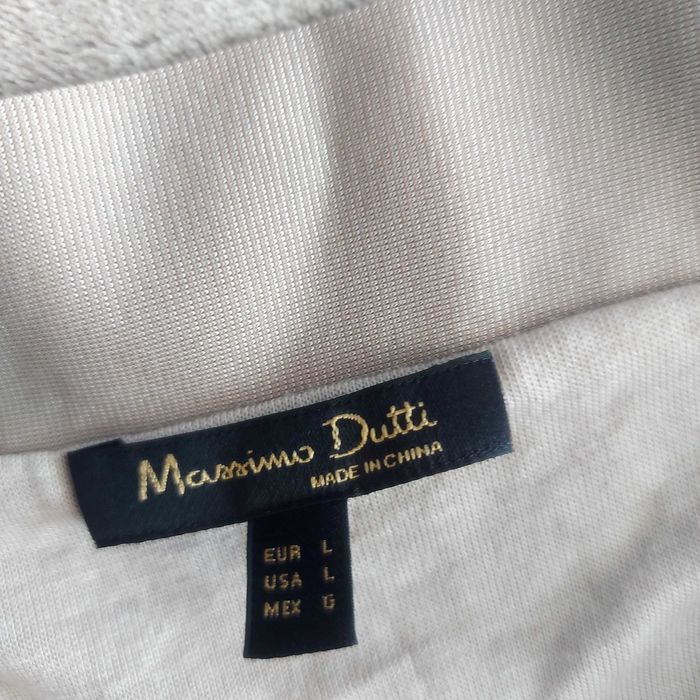 Massimo Dutti
MADE IN CHINA
EUR L
USA L
MEX G